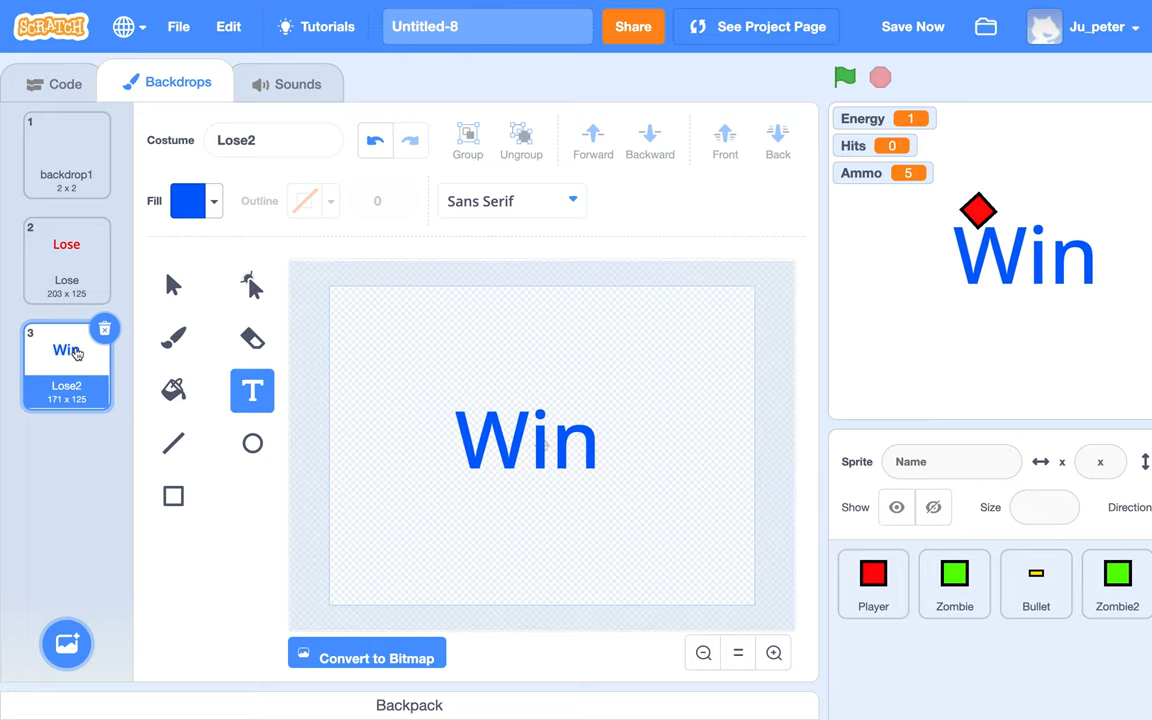 SCRATCH File Edit Tutorials Untitled-8 Share See Project Page Save Now Ju_peter
Code Backdrops Sounds
1
backdrop1
2 x 2
2
Lose
Lose
203 x 125
3
Win
Lose2
171 x 125
Costume Lose2 Group Ungroup Forward Backward Front Back
Fill Outline 0 Sans Serif
T
Win
Convert to Bitmap
Backpack
Energy 1
Hits 0
Ammo 5
Win
Sprite Name x x
Show Size Direction
Player Zombie Bullet Zombie2